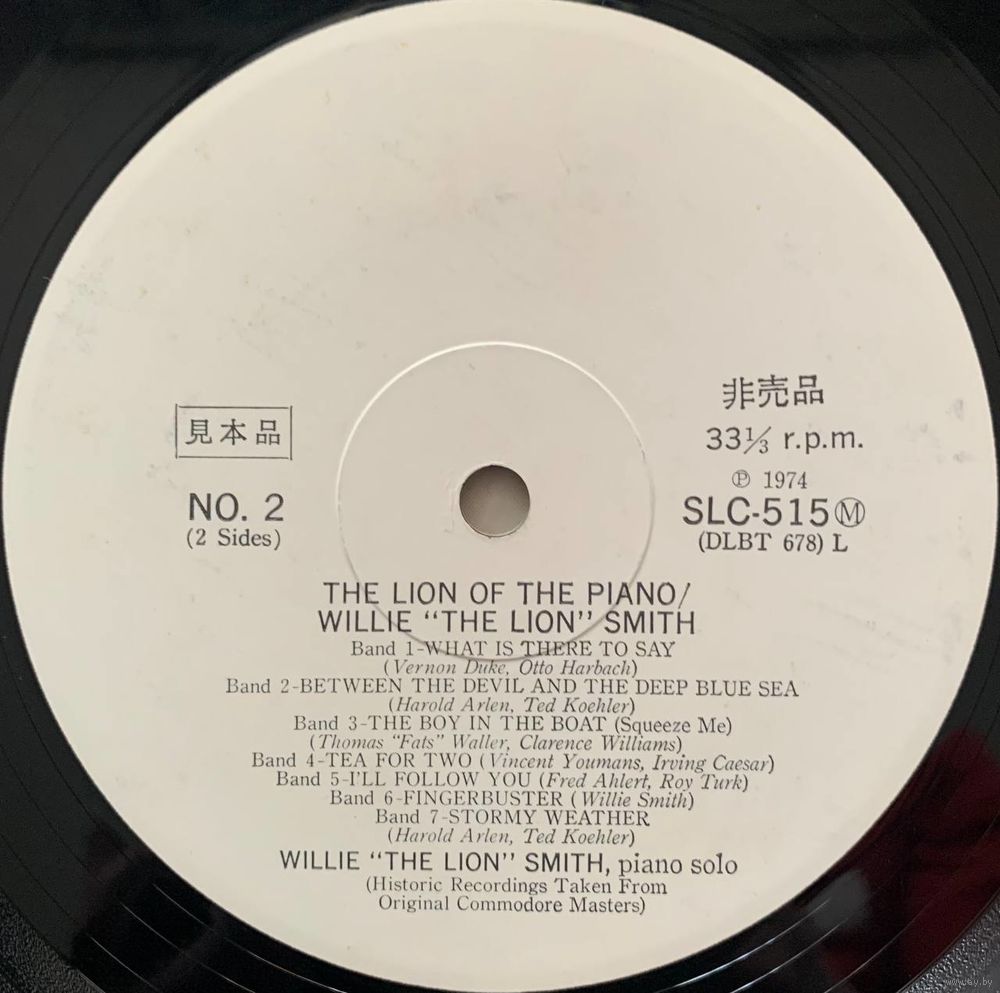 非売品
見本品
33⅓ r.p.m.
Ⓟ 1974
NO. 2
SLC-515Ⓜ
(2 Sides)
(DLBT 678) L
THE LION OF THE PIANO/
WILLIE "THE LION" SMITH
Band 1-WHAT IS THERE TO SAY
(Vernon Duke, Otto Harbach)
Band 2-BETWEEN THE DEVIL AND THE DEEP BLUE SEA
(Harold Arlen, Ted Koehler)
Band 3-THE BOY IN THE BOAT (Squeeze Me)
(Thomas "Fats" Waller, Clarence Williams)
Band 4-TEA FOR TWO (Vincent Youmans, Irving Caesar)
Band 5-I'LL FOLLOW YOU (Fred Ahlert, Roy Turk)
Band 6-FINGERBUSTER (Willie Smith)
Band 7-STORMY WEATHER
(Harold Arlen, Ted Koehler)
WILLIE "THE LION" SMITH, piano solo
(Historic Recordings Taken From
Original Commodore Masters)